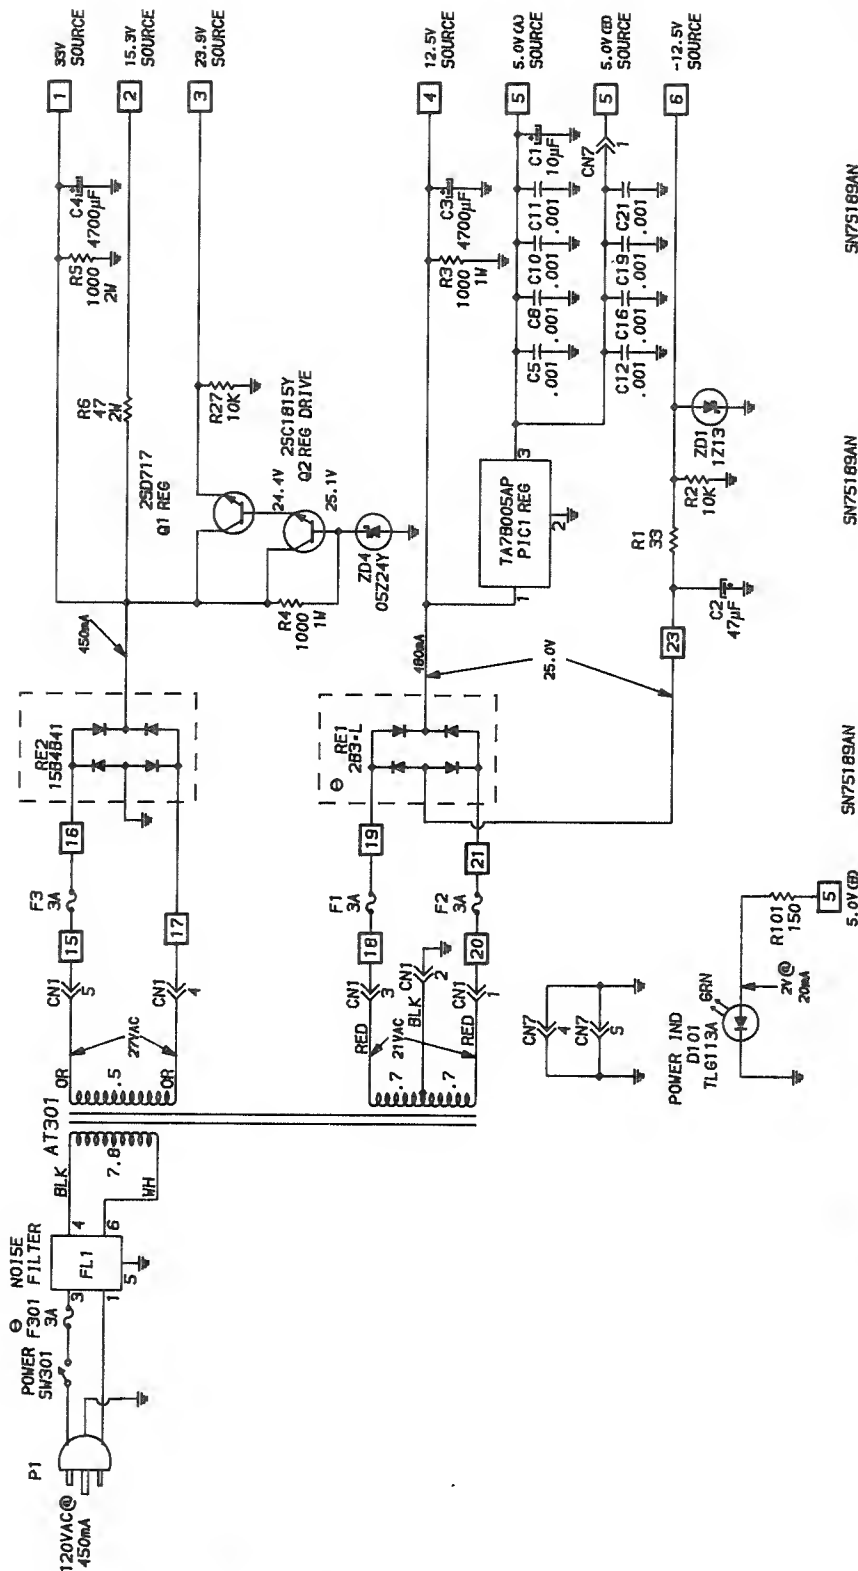 P1
120VAC@
450mA
POWER
SW301
F301
3A
NOISE
FILTER
FL1
3
1
4
6
5
BLK
WH
7.8
AT301
OR
.5
OR
27VAC
CN1
5
CN1
4
15
F3
3A
16
17
RE2
15B4B41
450mA
33V
SOURCE
1
15.3V
SOURCE
2
23.9V
SOURCE
3
C4
4700µF
R5
1000
2W
R6
47
2W
2SD717
Q1 REG
24.4V
2SC1815Y
Q2 REG DRIVE
25.1V
R27
10K
R4
1000
1W
ZD4
05Z24Y
RED
.7
BLK
.7
RED
21VAC
CN1
3
CN1
2
CN1
1
18
F1
3A
19
20
F2
3A
21
RE1
2B3·L
480mA
25.0V
12.5V
SOURCE
4
5.0V(A)
SOURCE
5
5.0V(B)
SOURCE
5
-12.5V
SOURCE
6
C3
4700µF
R3
1000
1W
TA78005AP
PIC1 REG
1
2
3
C5
.001
C8
.001
C10
.001
C11
.001
C1
10µF
CN7
1
C12
.001
C16
.001
C19
.001
C21
.001
23
C2
47µF
R1
33
R2
10K
ZD1
1Z13
CN7
4
CN7
5
POWER IND
D101
TLG113A
GRN
2V@
20mA
R101
150
5
5.0V(B)
SN75189AN
SN75189AN
SN75189AN